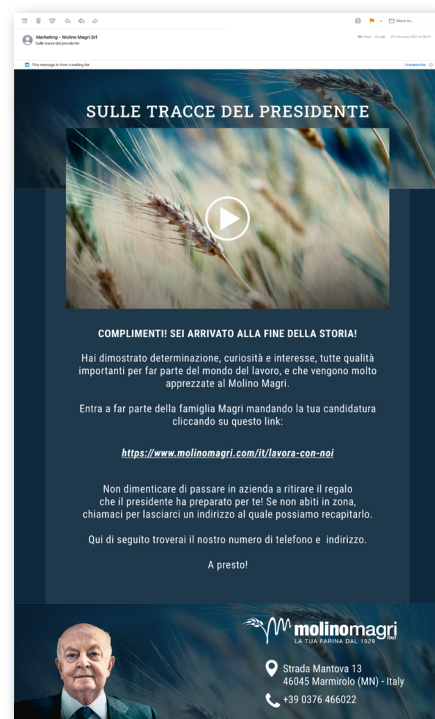 Move to...
Marketing - Molino Magri Srl
Sulle tracce del presidente
This message is from a mailing list
Unsubscribe
SULLE TRACCE DEL PRESIDENTE
COMPLIMENTI! SEI ARRIVATO ALLA FINE DELLA STORIA!
Hai dimostrato determinazione, curiosità e interesse, tutte qualità
importanti per far parte del mondo del lavoro, e che vengono molto
apprezzate al Molino Magri.
Entra a far parte della famiglia Magri mandando la tua candidatura
cliccando su questo link:
https://www.molinomagri.com/it/lavora-con-noi
Non dimenticare di passare in azienda a ritirare il regalo
che il presidente ha preparato per te! Se non abiti in zona,
chiamaci per lasciarci un indirizzo al quale possiamo recapitarlo.
Qui di seguito troverai il nostro numero di telefono e indirizzo.
A presto!
molinomagri
ITALY
LA TUA FARINA DAL 1929
Strada Mantova 13
46045 Marmirolo (MN) - Italy
+39 0376 466022